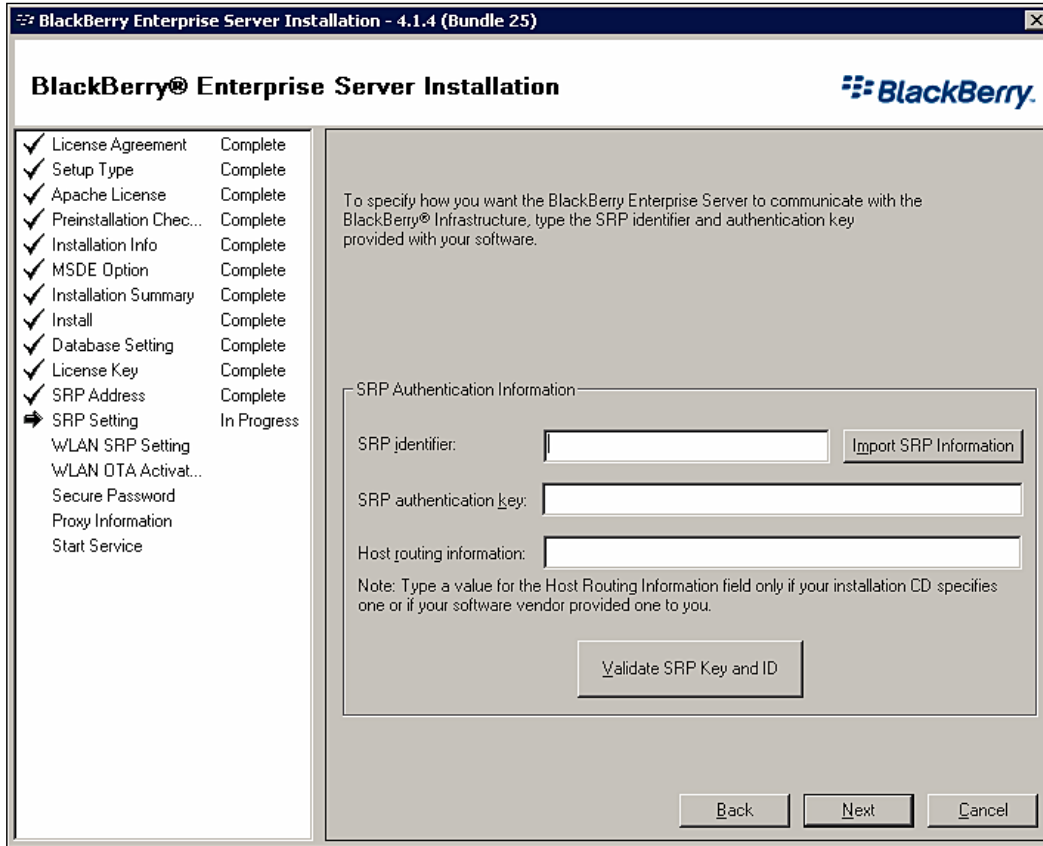 BlackBerry Enterprise Server Installation - 4.1.4 (Bundle 25)
BlackBerry® Enterprise Server Installation
BlackBerry.
License Agreement Complete
Setup Type Complete
Apache License Complete
Preinstallation Chec... Complete
Installation Info Complete
MSDE Option Complete
Installation Summary Complete
Install Complete
Database Setting Complete
License Key Complete
SRP Address Complete
SRP Setting In Progress
WLAN SRP Setting
WLAN OTA Activat...
Secure Password
Proxy Information
Start Service
To specify how you want the BlackBerry Enterprise Server to communicate with the
BlackBerry® Infrastructure, type the SRP identifier and authentication key
provided with your software.
SRP Authentication Information
SRP identifier: Import SRP Information
SRP authentication key:
Host routing information:
Note: Type a value for the Host Routing Information field only if your installation CD specifies
one or if your software vendor provided one to you.
Validate SRP Key and ID
Back Next Cancel